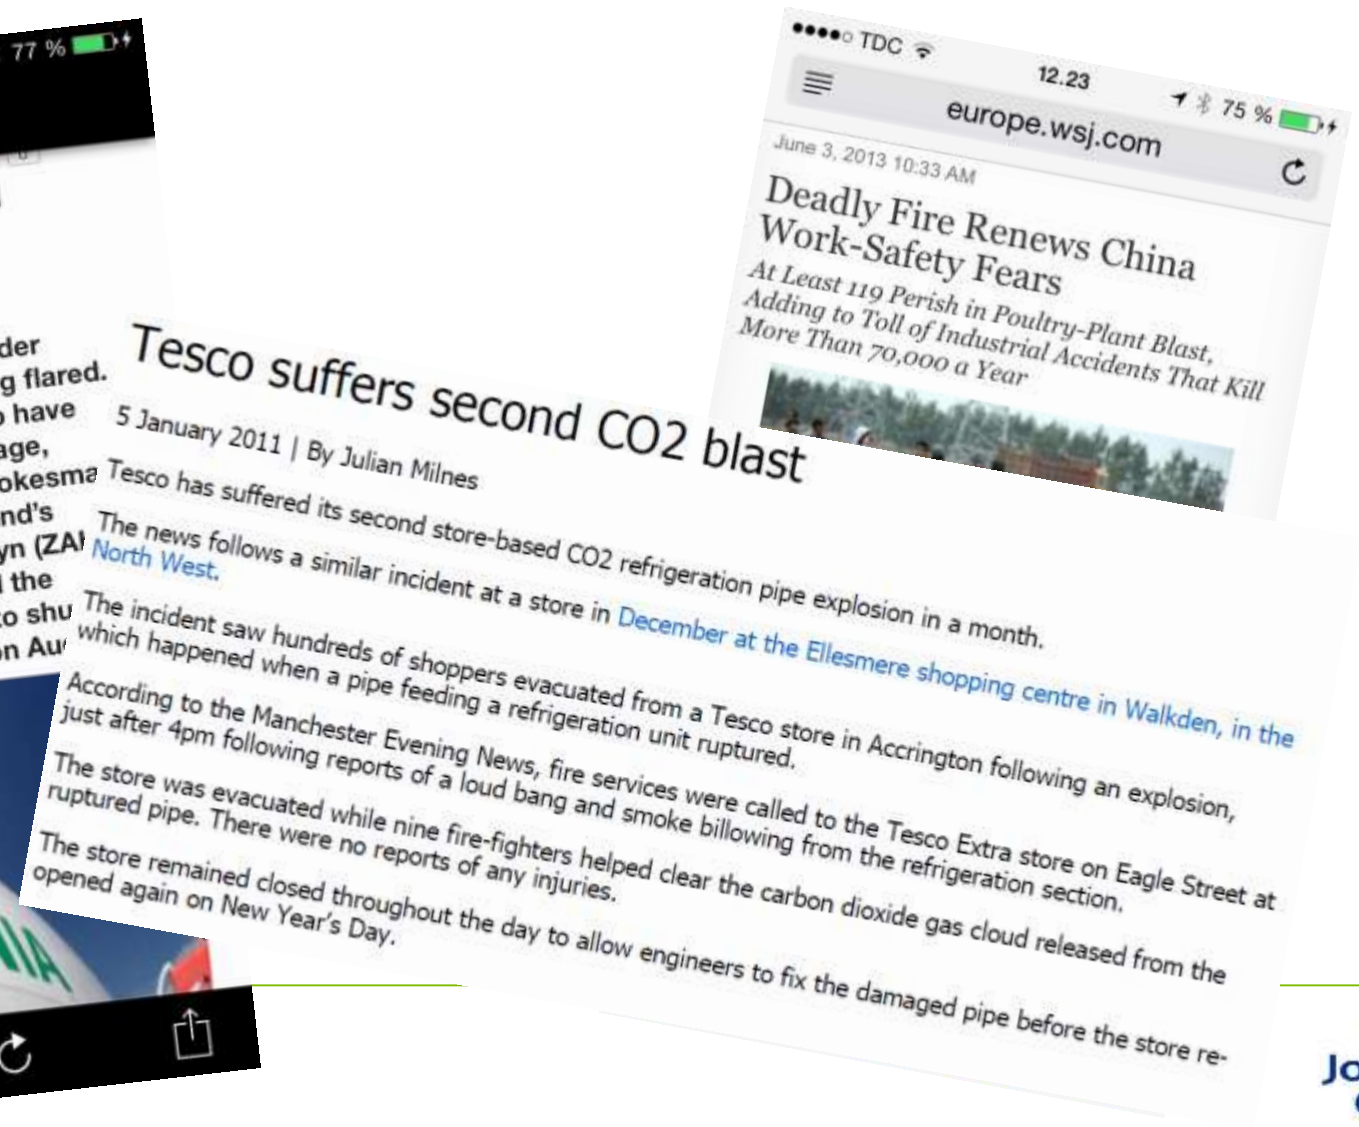 77 %
der
g flared.
have
age,
okesma
nd's
yn (ZA
the
to shu
n Au
NIA
TDC
12.23
75 %
europe.wsj.com
June 3, 2013 10:33 AM
Deadly Fire Renews China
Work-Safety Fears
At Least 119 Perish in Poultry-Plant Blast,
Adding to Toll of Industrial Accidents That Kill
More Than 70,000 a Year
Tesco suffers second CO2 blast
5 January 2011 | By Julian Milnes
Tesco has suffered its second store-based CO2 refrigeration pipe explosion in a month.
The news follows a similar incident at a store in December at the Ellesmere shopping centre in Walkden, in the
North West.
The incident saw hundreds of shoppers evacuated from a Tesco store in Accrington following an explosion,
which happened when a pipe feeding a refrigeration unit ruptured.
According to the Manchester Evening News, fire services were called to the Tesco Extra store on Eagle Street at
just after 4pm following reports of a loud bang and smoke billowing from the refrigeration section.
The store was evacuated while nine fire-fighters helped clear the carbon dioxide gas cloud released from the
ruptured pipe. There were no reports of any injuries.
The store remained closed throughout the day to allow engineers to fix the damaged pipe before the store re-
opened again on New Year's Day.
Jo